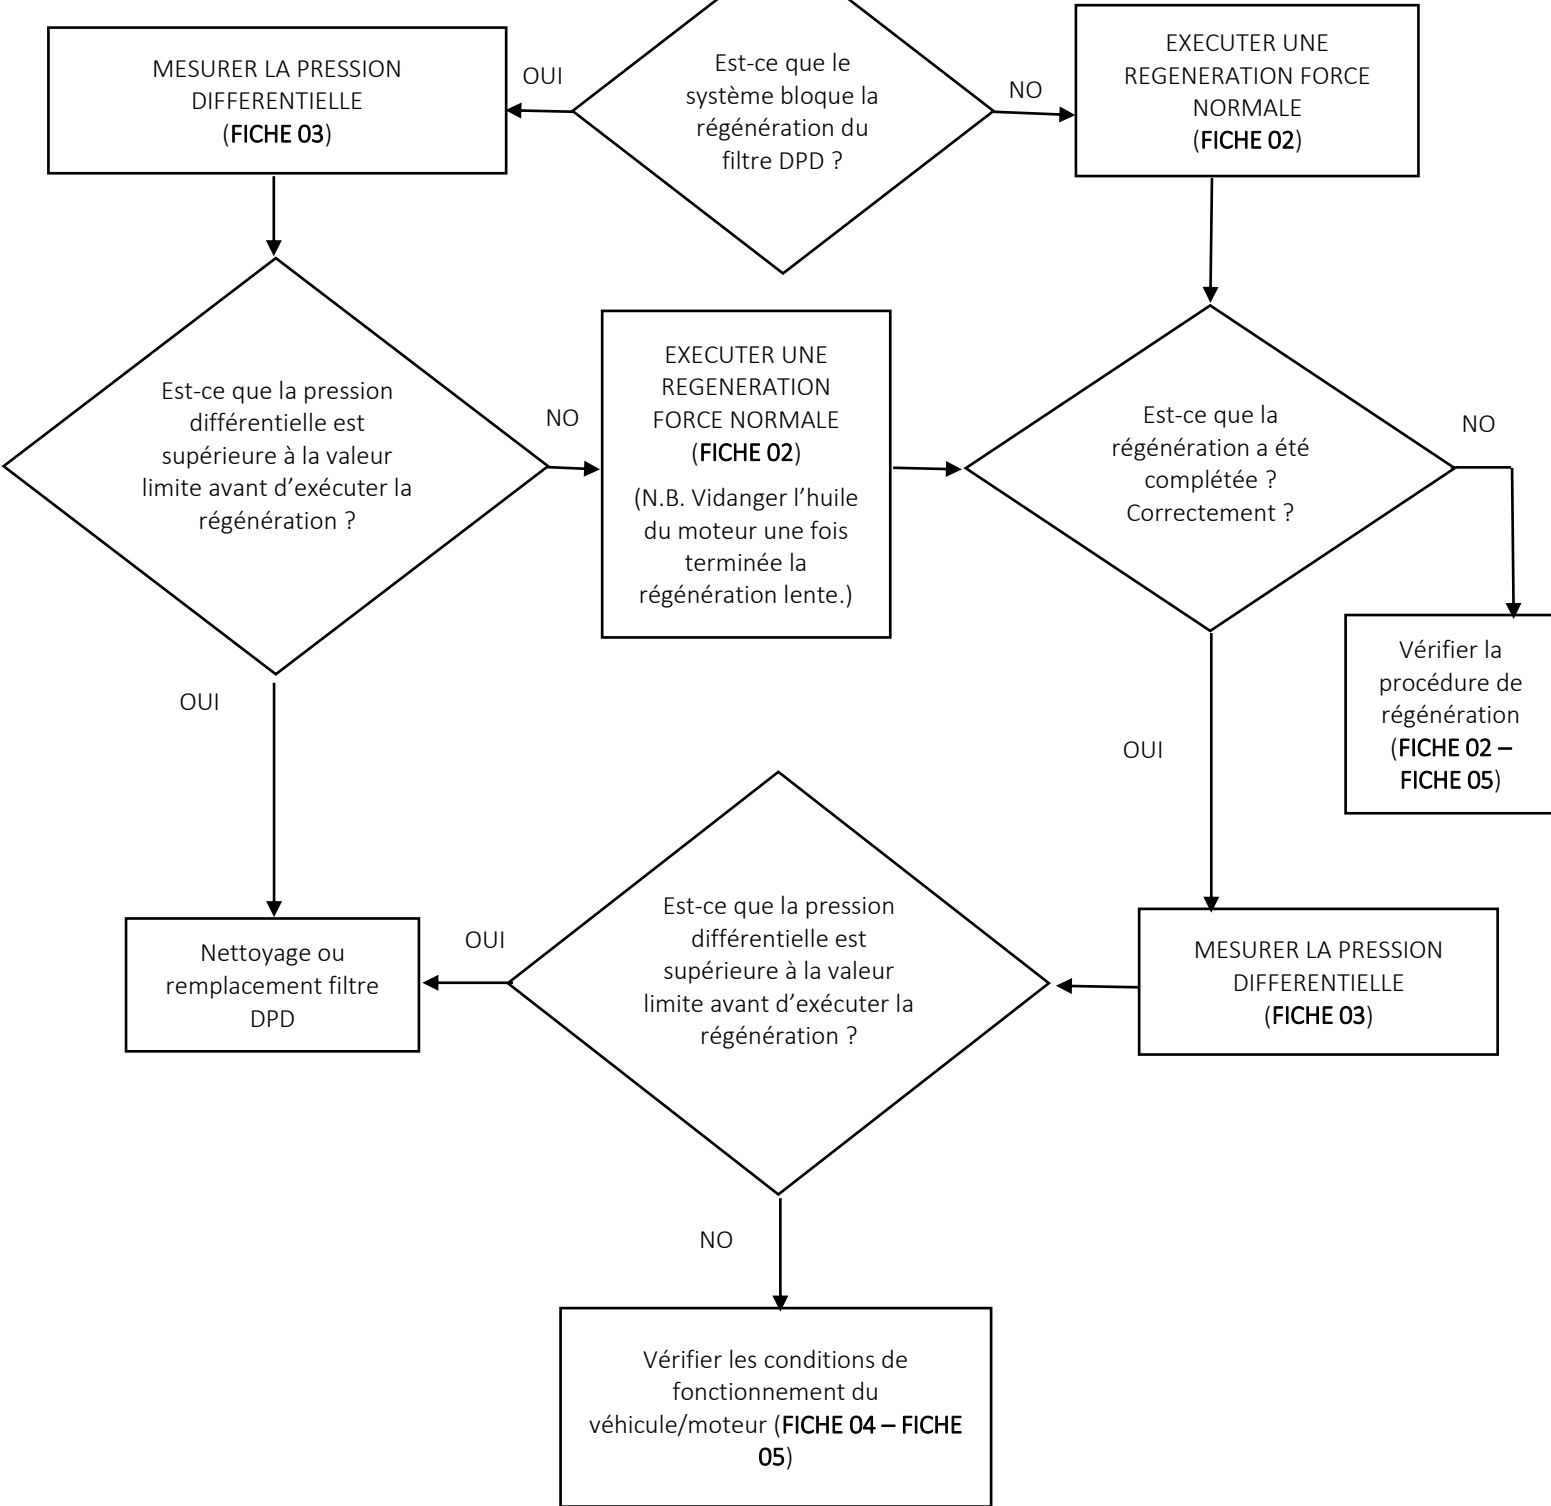 MESURER LA PRESSION
DIFFERENTIELLE
(FICHE 03)
OUI
Est-ce que le
système bloque la
régénération du
filtre DPD ?
NO
EXECUTER UNE
REGENERATION FORCE
NORMALE
(FICHE 02)
Est-ce que la pression
différentielle est
supérieure à la valeur
limite avant d’exécuter la
régénération ?
NO
EXECUTER UNE
REGENERATION
FORCE NORMALE
(FICHE 02)
(N.B. Vidanger l’huile
du moteur une fois
terminée la
régénération lente.)
Est-ce que la
régénération a été
complétée ?
Correctement ?
NO
OUI
Vérifier la
procédure de
régénération
(FICHE 02 –
FICHE 05)
OUI
Nettoyage ou
remplacement filtre
DPD
OUI
Est-ce que la pression
différentielle est
supérieure à la valeur
limite avant d’exécuter la
régénération ?
MESURER LA PRESSION
DIFFERENTIELLE
(FICHE 03)
NO
Vérifier les conditions de
fonctionnement du
véhicule/moteur (FICHE 04 – FICHE
05)